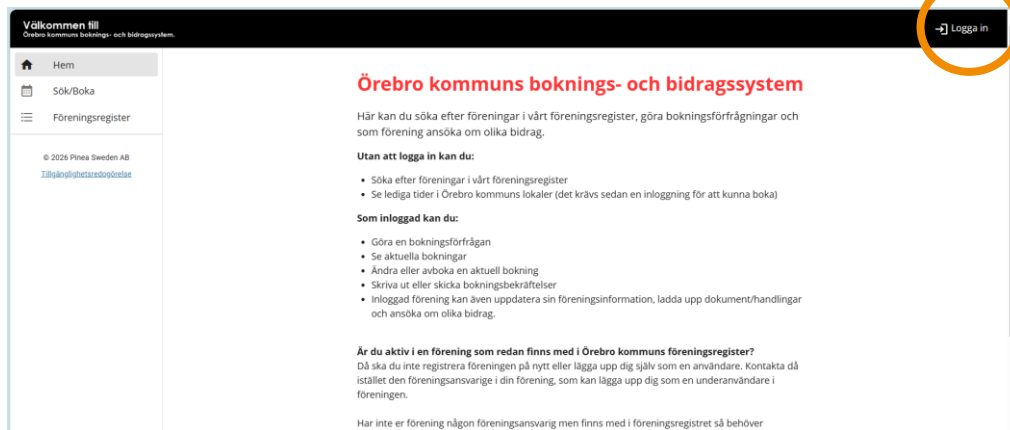 Välkommen till
Örebro kommuns boknings- och bidragssystem.
Logga in
Hem
Sök/Boka
Föreningsregister
© 2026 Pinea Sweden AB
Tillgänglighetsredogörelse
Örebro kommuns boknings- och bidragssystem
Här kan du söka efter föreningar i vårt föreningsregister, göra bokningsförfrågningar och
som förening ansöka om olika bidrag.
Utan att logga in kan du:
• Söka efter föreningar i vårt föreningsregister
• Se lediga tider i Örebro kommuns lokaler (det krävs sedan en inloggning för att kunna boka)
Som inloggad kan du:
• Göra en bokningsförfrågan
• Se aktuella bokningar
• Ändra eller avboka en aktuell bokning
• Skriva ut eller skicka bokningsbekräftelser
• Inloggad förening kan även uppdatera sin föreningsinformation, ladda upp dokument/handlingar
och ansöka om olika bidrag.
Är du aktiv i en förening som redan finns med i Örebro kommuns föreningsregister?
Då ska du inte registrera föreningen på nytt eller lägga upp dig själv som en användare. Kontakta då
istället den föreningsansvarige i din förening, som kan lägga upp dig som en underanvändare i
föreningen.
Har inte er förening någon föreningsansvarig men finns med i föreningsregistret så behöver